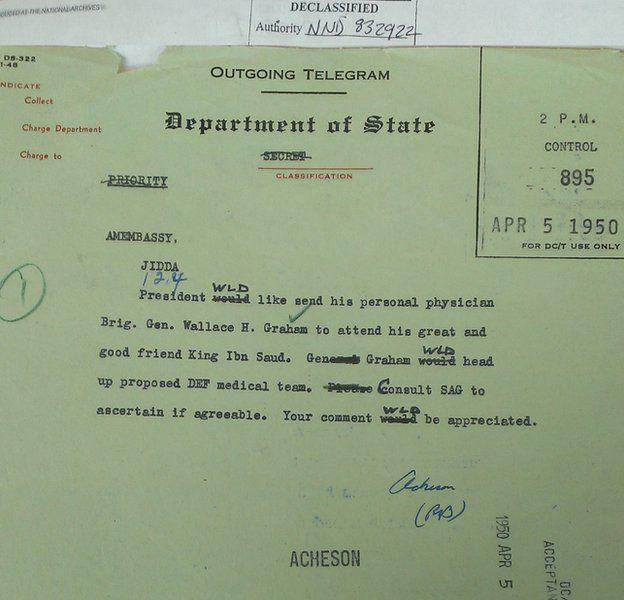 DECLASSIFIED
Authority NND 832922
DS-322
1-48
OUTGOING TELEGRAM
INDICATE
Collect
Charge Department
Charge to
Department of State
SECRET
CLASSIFICATION
PRIORITY
2 P.M.
CONTROL
895
APR 5 1950
FOR DC/T USE ONLY
AMEMBASSY,
JIDDA
124
1
WLD
President would like send his personal physician
Brig. Gen. Wallace H. Graham to attend his great and
WLD
good friend King Ibn Saud. General Graham would head
up proposed DEF medical team. Please Consult SAG to
WLD
ascertain if agreeable. Your comment would be appreciated.
Acheson
ACHESON
1950 APR 5
DC/
ACCEPTAN